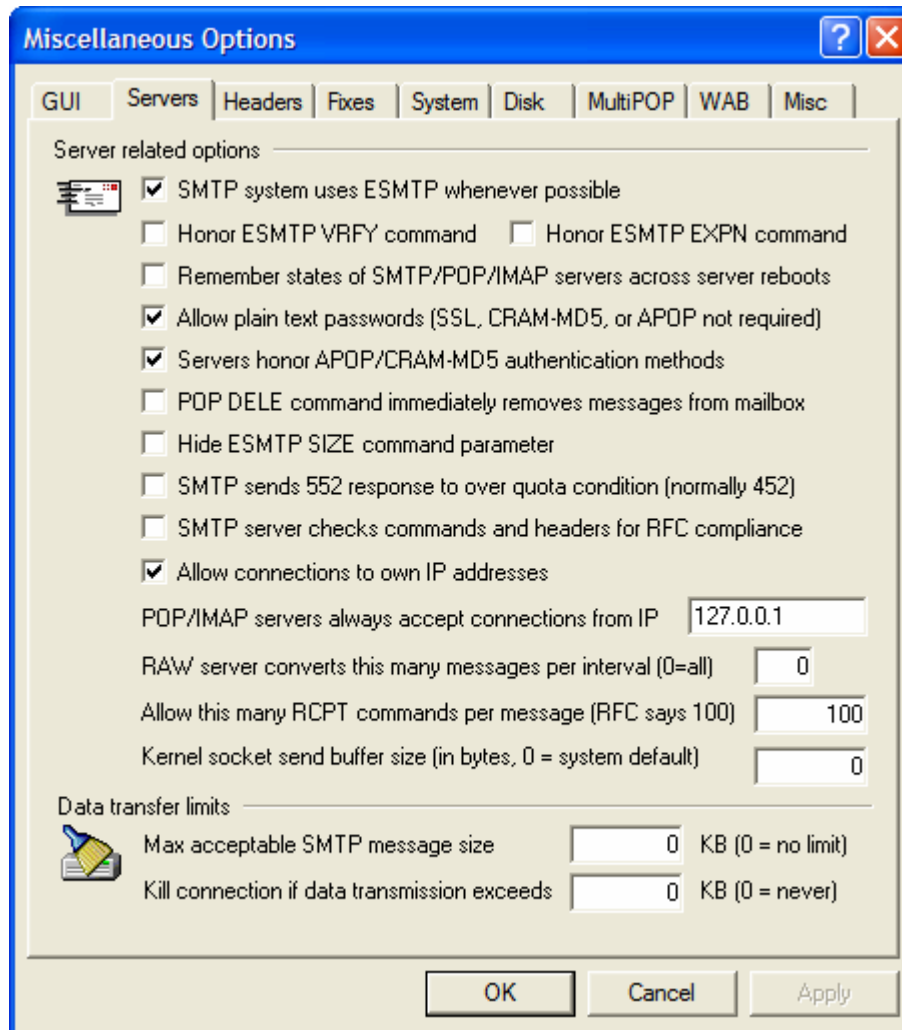 Miscellaneous Options
GUI Servers Headers Fixes System Disk MultiPOP WAB Misc
Server related options
SMTP system uses ESMTP whenever possible
Honor ESMTP VRFY command Honor ESMTP EXPN command
Remember states of SMTP/POP/IMAP servers across server reboots
Allow plain text passwords (SSL, CRAM-MD5, or APOP not required)
Servers honor APOP/CRAM-MD5 authentication methods
POP DELE command immediately removes messages from mailbox
Hide ESMTP SIZE command parameter
SMTP sends 552 response to over quota condition (normally 452)
SMTP server checks commands and headers for RFC compliance
Allow connections to own IP addresses
POP/IMAP servers always accept connections from IP 127.0.0.1
RAW server converts this many messages per interval (0=all) 0
Allow this many RCPT commands per message (RFC says 100) 100
Kernel socket send buffer size (in bytes, 0 = system default) 0
Data transfer limits
Max acceptable SMTP message size 0 KB (0 = no limit)
Kill connection if data transmission exceeds 0 KB (0 = never)
OK Cancel Apply